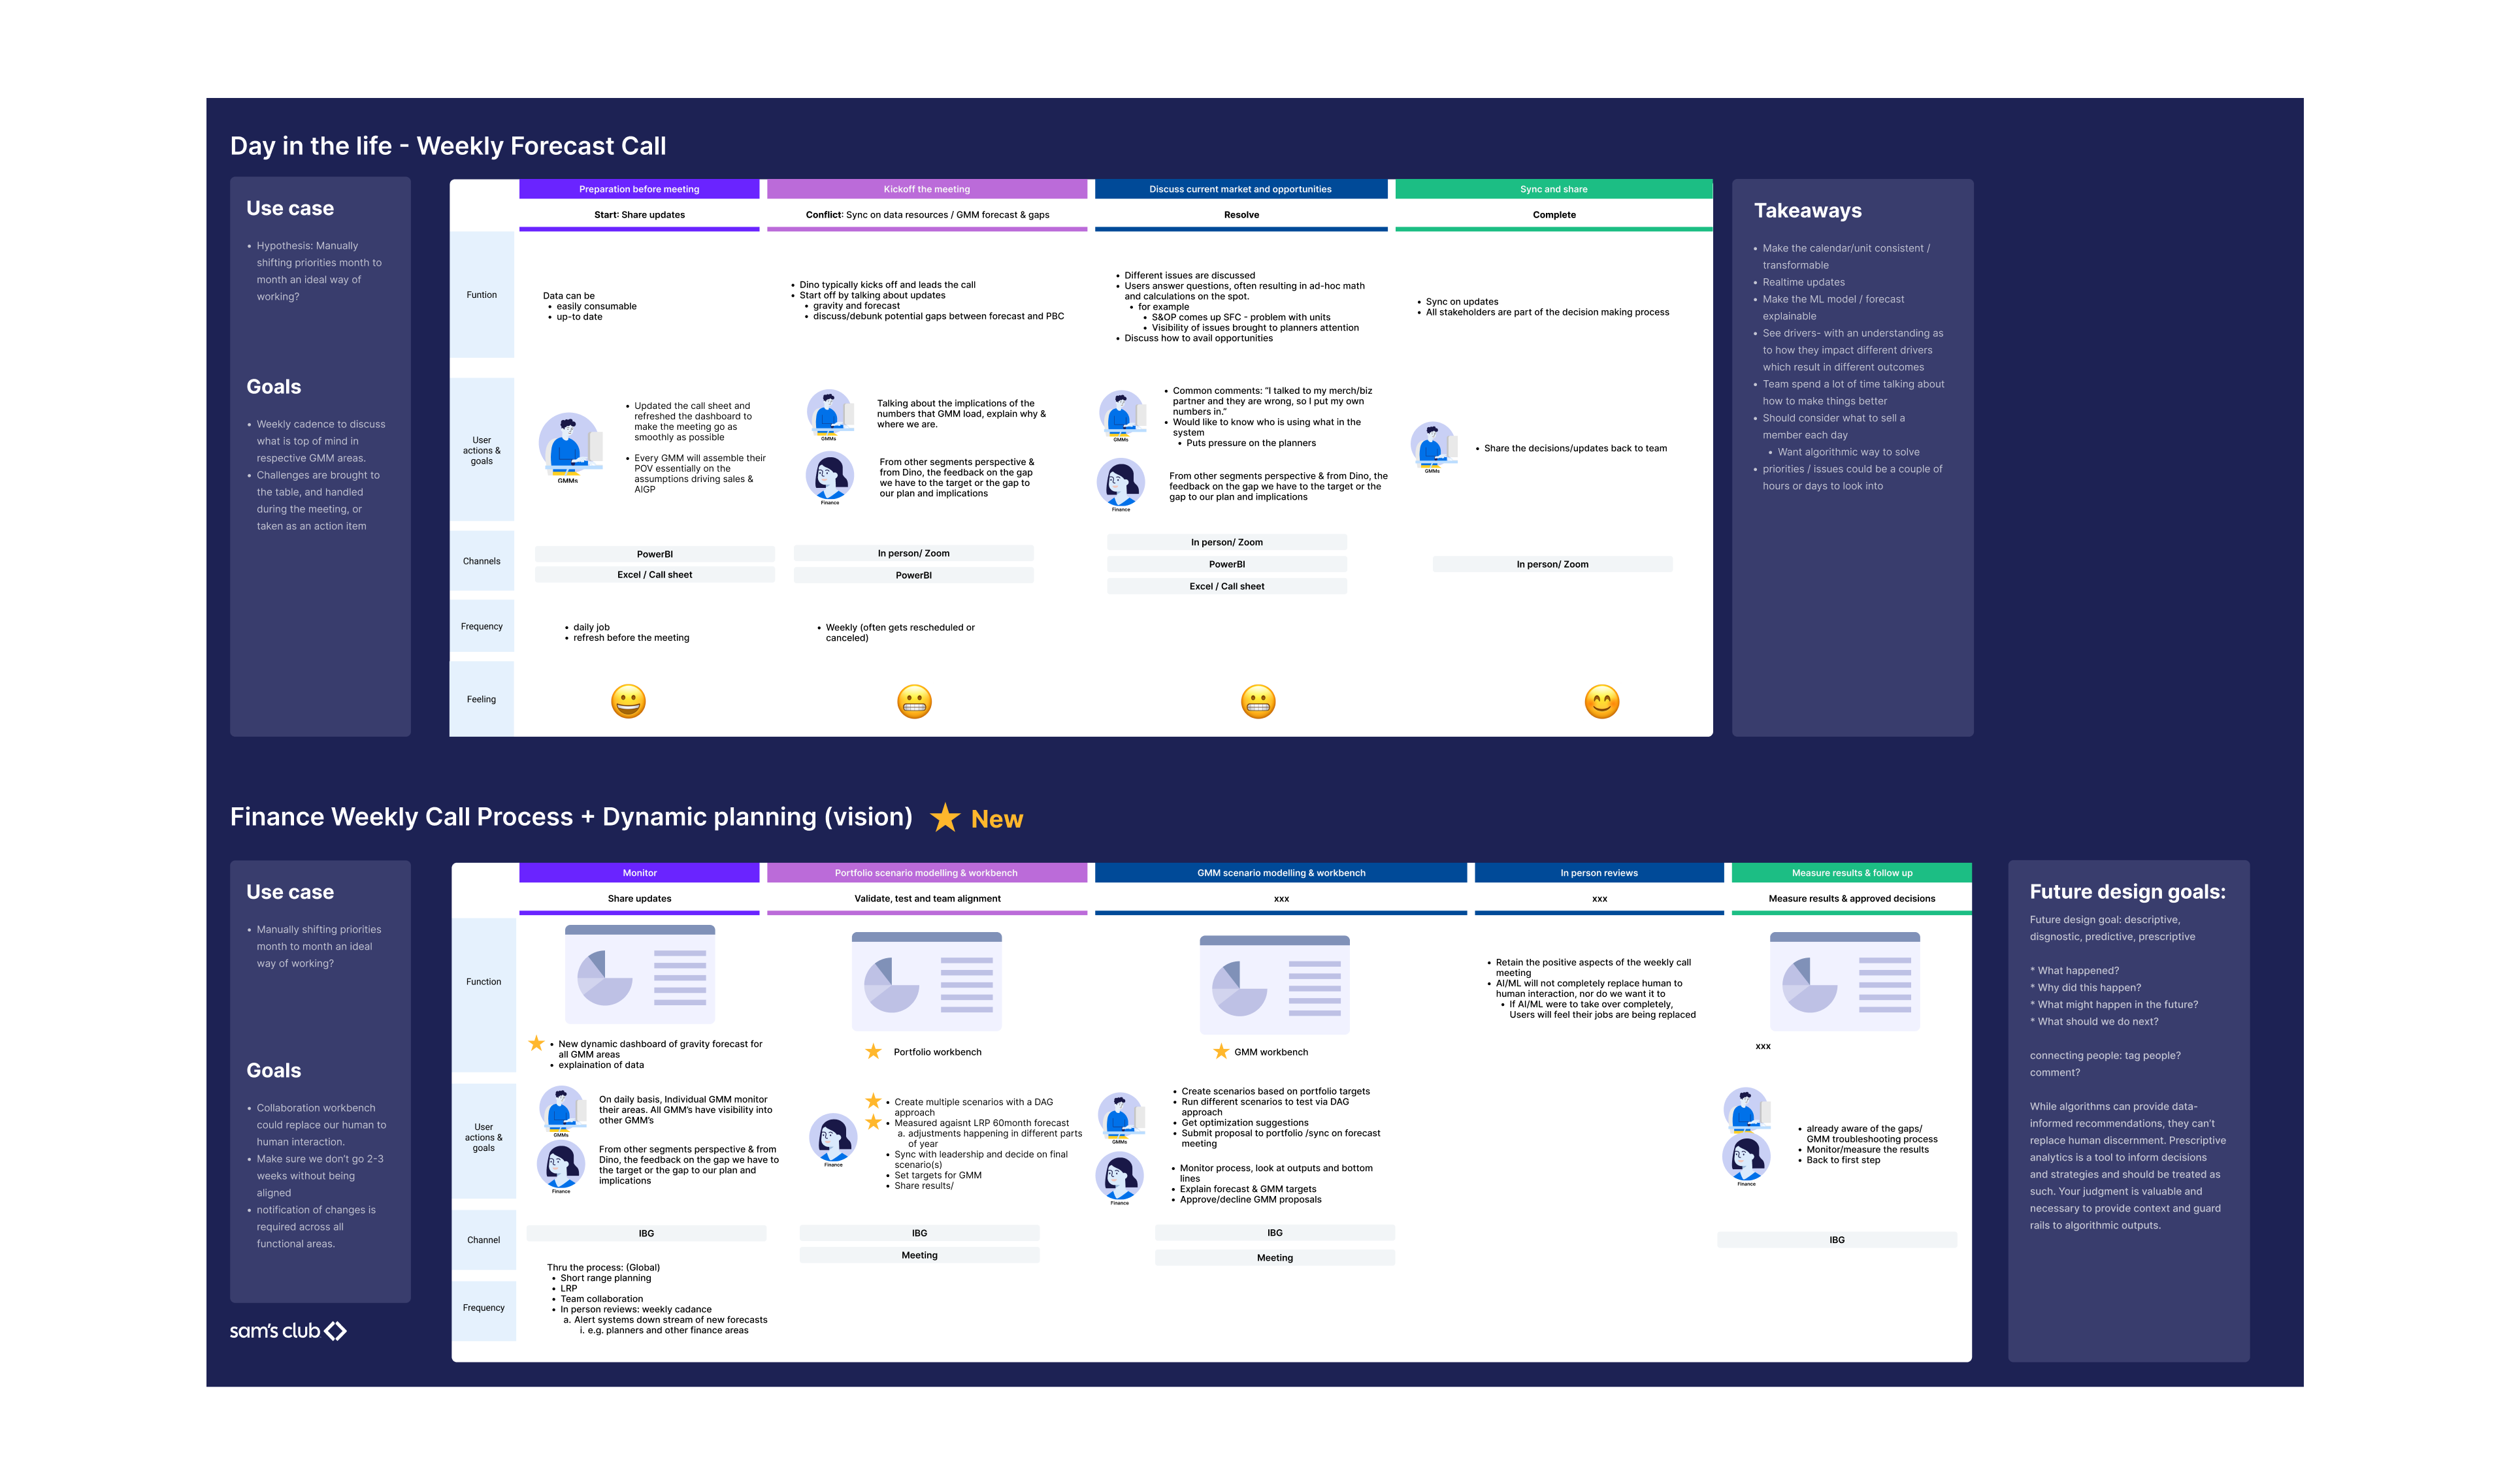 Day in the life - Weekly Forecast Call
Use case
• Hypothesis: Manually
shifting priorities month to
month an ideal way of
working?
Goals
• Weekly cadence to discuss
what is top of mind in
respective GMM areas.
• Challenges are brought to
the table, and handled
during the meeting, or
taken as an action item
Preparation before meeting
Kickoff the meeting
Discuss current market and opportunities
Sync and share
Start: Share updates
Conflict: Sync on data resources / GMM forecast & gaps
Resolve
Complete
Funtion
Data can be
• easily consumable
• up-to date
• Dino typically kicks off and leads the call
• Start off by talking about updates
• gravity and forecast
• discuss/debunk potential gaps between forecast and PBC
• Different issues are discussed
• Users answer questions, often resulting in ad-hoc math
and calculations on the spot.
• for example
• S&OP comes up SFC - problem with units
• Visibility of issues brought to planners attention
• Discuss how to avail opportunities
• Sync on updates
• All stakeholders are part of the decision making process
User
actions &
goals
GMMs
• Updated the call sheet and
refreshed the dashboard to
make the meeting go as
smoothly as possible
• Every GMM will assemble their
POV essentially on the
assumptions driving sales &
AIGP
GMMs
Talking about the implications of the
numbers that GMM load, explain why &
where we are.
Finance
From other segments perspective &
from Dino, the feedback on the gap
we have to the target or the gap to
our plan and implications
GMMs
• Common comments: “I talked to my merch/biz
partner and they are wrong, so I put my own
numbers in.”
• Would like to know who is using what in the
system
• Puts pressure on the planners
Finance
From other segments perspective & from Dino, the
feedback on the gap we have to the target or the
gap to our plan and implications
GMMs
• Share the decisions/updates back to team
Channels
PowerBI
Excel / Call sheet
In person/ Zoom
PowerBI
In person/ Zoom
PowerBI
Excel / Call sheet
In person/ Zoom
Frequency
• daily job
• refresh before the meeting
• Weekly (often gets rescheduled or
canceled)
Feeling
Takeaways
• Make the calendar/unit consistent /
transformable
• Realtime updates
• Make the ML model / forecast
explainable
• See drivers- with an understanding as
to how they impact different drivers
which result in different outcomes
• Team spend a lot of time talking about
how to make things better
• Should consider what to sell a
member each day
• Want algorithmic way to solve
• priorities / issues could be a couple of
hours or days to look into
Finance Weekly Call Process + Dynamic planning (vision)
New
Use case
• Manually shifting priorities
month to month an ideal
way of working?
Goals
• Collaboration workbench
could replace our human to
human interaction.
• Make sure we don’t go 2-3
weeks without being
aligned
• notification of changes is
required across all
functional areas.
sam’s club
Monitor
Portfolio scenario modelling & workbench
GMM scenario modelling & workbench
In person reviews
Measure results & follow up
Share updates
Validate, test and team alignment
xxx
xxx
Measure results & approved decisions
Function
• New dynamic dashboard of gravity forecast for
all GMM areas
• explaination of data
Portfolio workbench
GMM workbench
• Retain the positive aspects of the weekly call
meeting
• AI/ML will not completely replace human to
human interaction, nor do we want it to
• If AI/ML were to take over completely,
Users will feel their jobs are being replaced
xxx
User
actions &
goals
GMMs
On daily basis, Individual GMM monitor
their areas. All GMM’s have visibility into
other GMM’s
Finance
From other segments perspective & from
Dino, the feedback on the gap we have to
the target or the gap to our plan and
implications
Finance
• Create multiple scenarios with a DAG
approach
• Measured agaisnt LRP 60month forecast
a. adjustments happening in different parts
of year
• Sync with leadership and decide on final
scenario(s)
• Set targets for GMM
• Share results/
GMMs
• Create scenarios based on portfolio targets
• Run different scenarios to test via DAG
approach
• Get optimization suggestions
• Submit proposal to portfolio /sync on forecast
meeting
Finance
• Monitor process, look at outputs and bottom
lines
• Explain forecast & GMM targets
• Approve/decline GMM proposals
GMMs
Finance
• already aware of the gaps/
GMM troubleshooting process
• Monitor/measure the results
• Back to first step
Channel
IBG
IBG
Meeting
IBG
Meeting
IBG
Frequency
Thru the process: (Global)
• Short range planning
• LRP
• Team collaboration
• In person reviews: weekly cadance
a. Alert systems down stream of new forecasts
i. e.g. planners and other finance areas
Future design goals:
Future design goal: descriptive,
disgnostic, predictive, prescriptive
* What happened?
* Why did this happen?
* What might happen in the future?
* What should we do next?
connecting people: tag people?
comment?
While algorithms can provide data-
informed recommendations, they can’t
replace human discernment. Prescriptive
analytics is a tool to inform decisions
and strategies and should be treated as
such. Your judgment is valuable and
necessary to provide context and guard
rails to algorithmic outputs.